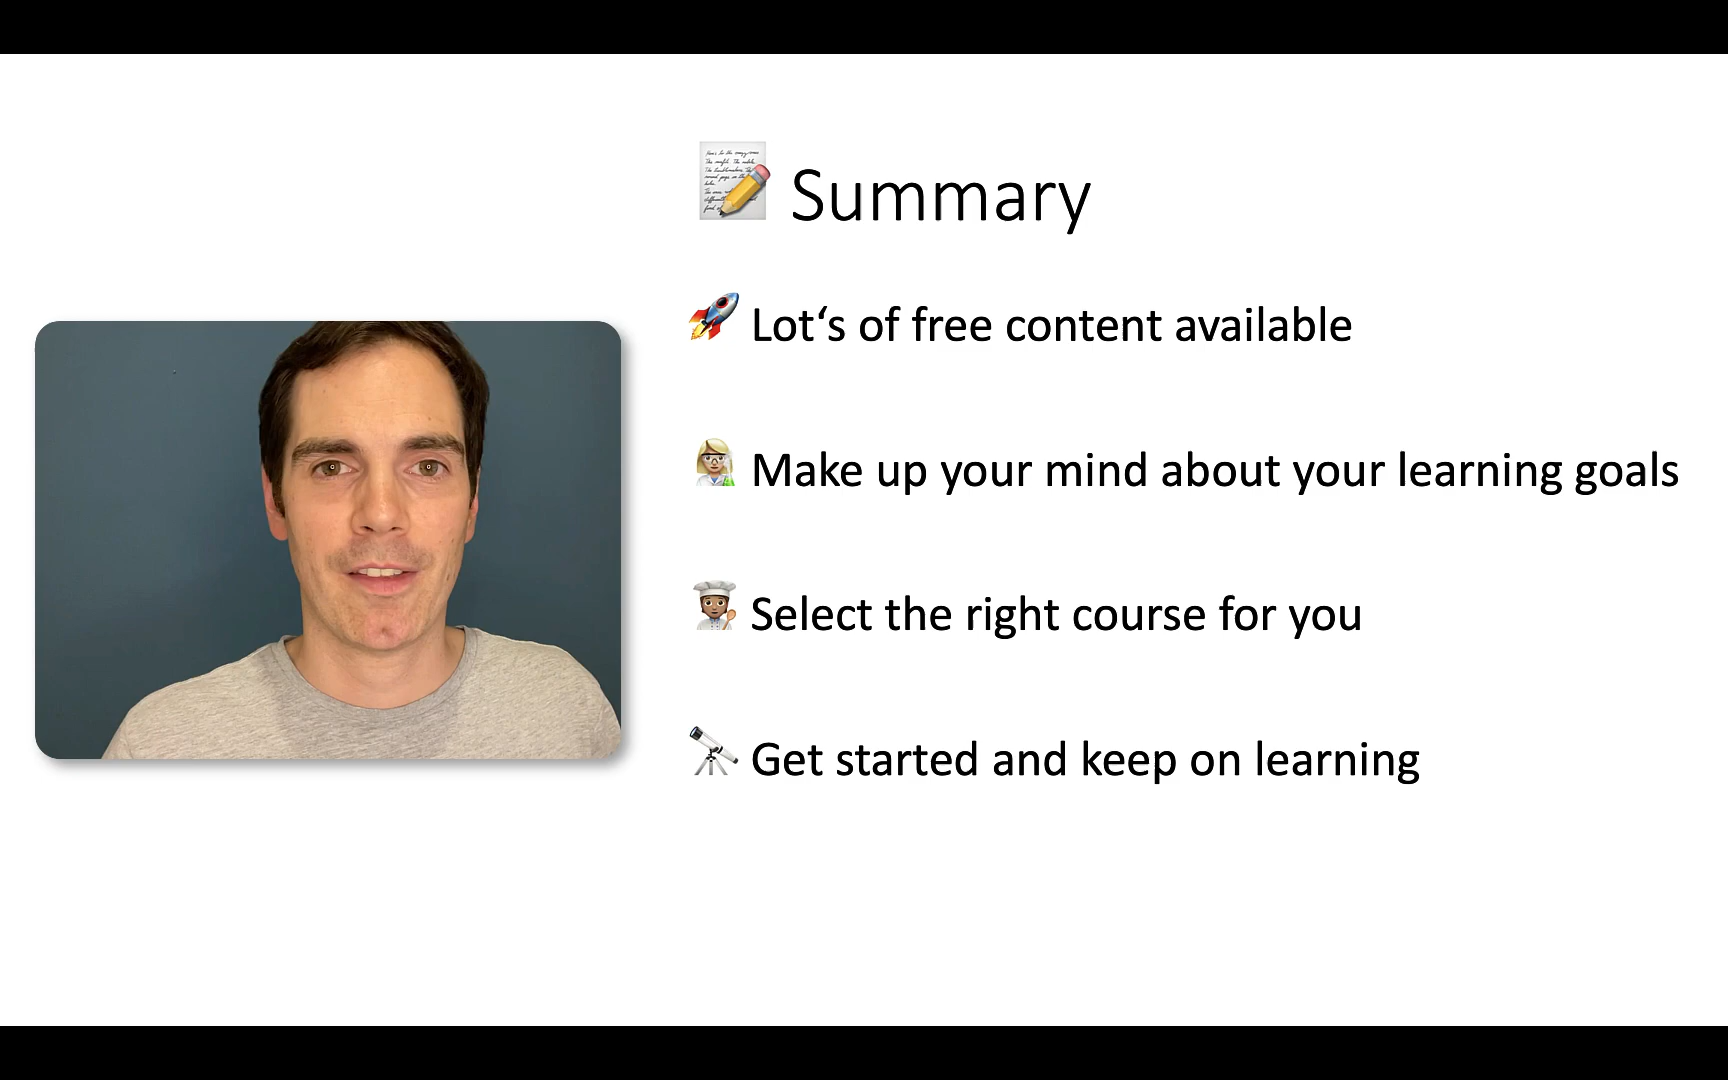 Summary
Lot‘s of free content available
Make up your mind about your learning goals
Select the right course for you
Get started and keep on learning